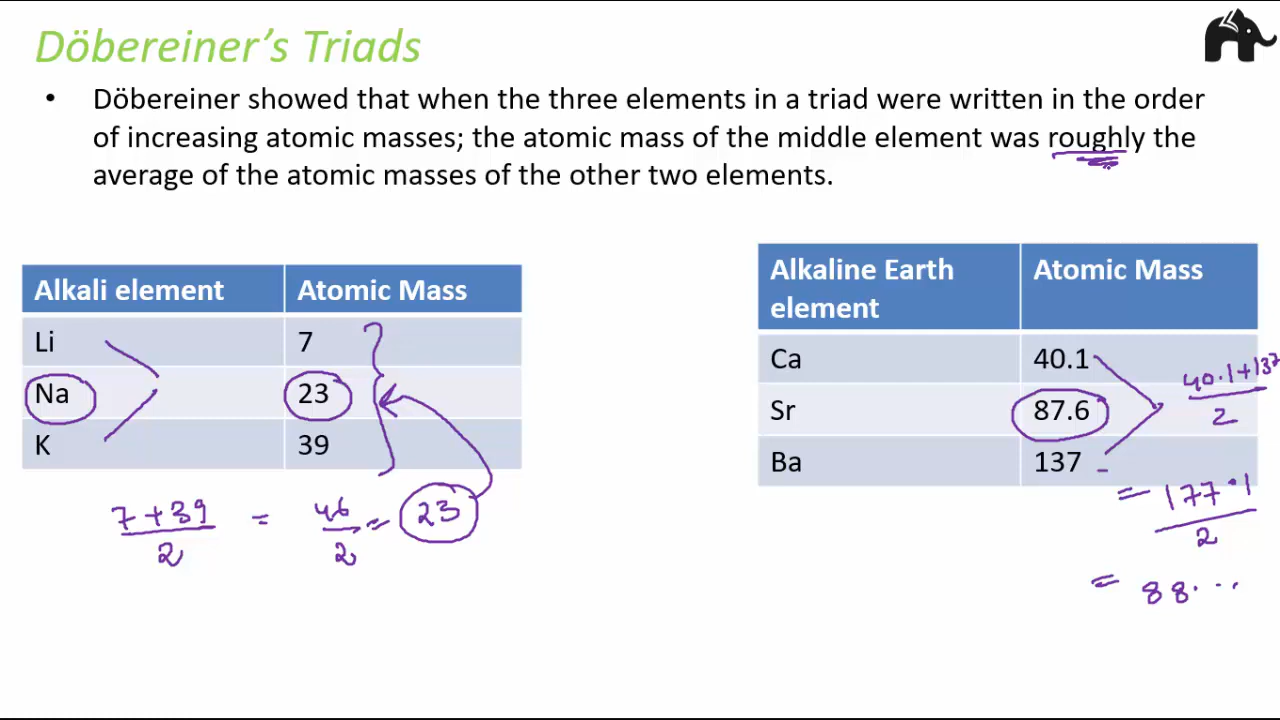 Döbereiner's Triads
• Döbereiner showed that when the three elements in a triad were written in the order
of increasing atomic masses; the atomic mass of the middle element was roughly the
average of the atomic masses of the other two elements.
Alkali element Atomic Mass
Li 7
Na 23
K 39
7+39/2 = 46/2 = 23
Alkaline Earth
element Atomic Mass
Ca 40.1
Sr 87.6
Ba 137
40.1+137/2
= 177.1/2
= 88. ...